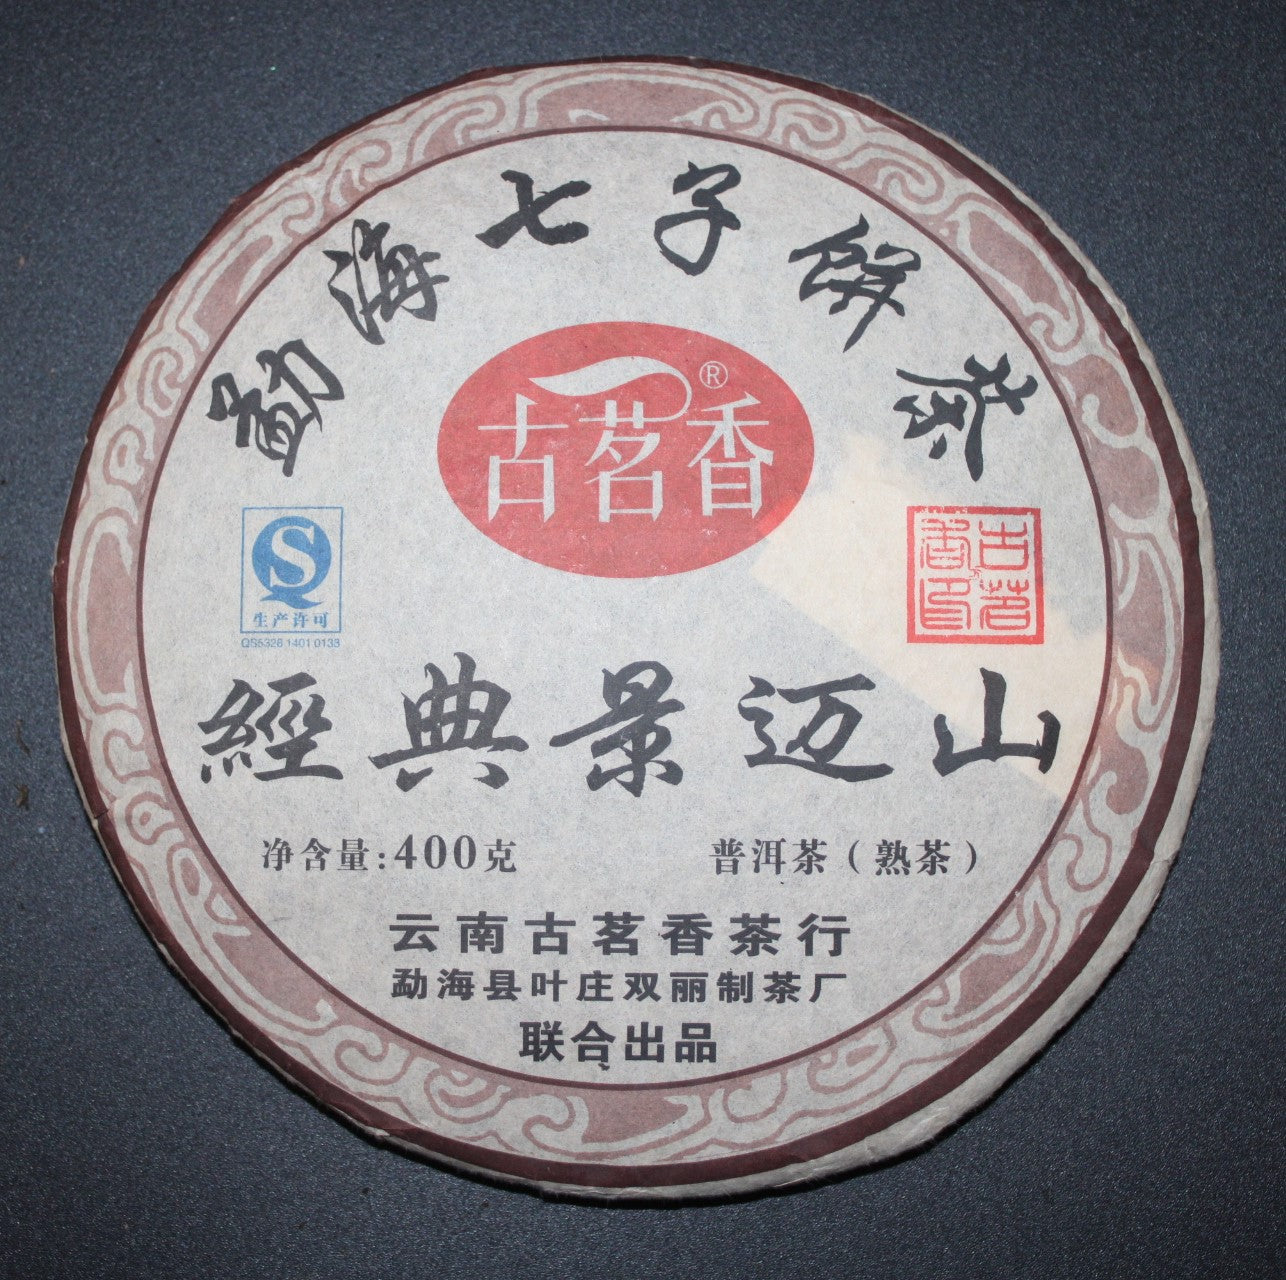 勐海七子饼茶
古茗香®
生产许可
QS5326 1401 0133
古茗香印
經典景迈山
净含量:400克
普洱茶（熟茶）
云南古茗香茶行
勐海县叶庄双丽制茶厂
联合出品